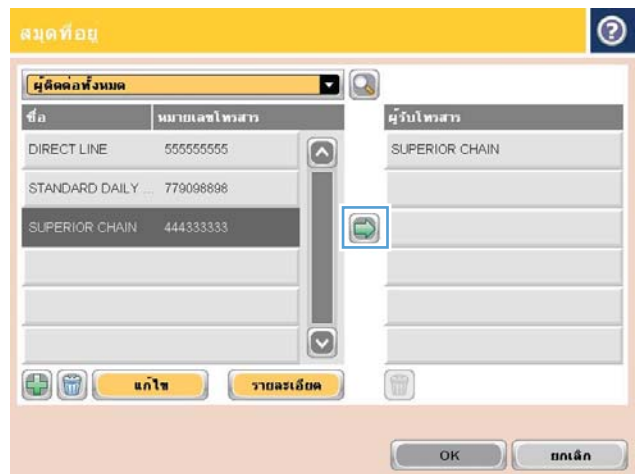 สมุดที่อยู่
ผู้ติดต่อทั้งหมด
ชื่อ หมายเลขโทรสาร ผู้รับโทรสาร
DIRECT LINE 555555555 SUPERIOR CHAIN
STANDARD DAILY ... 779098898
SUPERIOR CHAIN 444333333
แก้ไข รายละเอียด
OK ยกเลิก